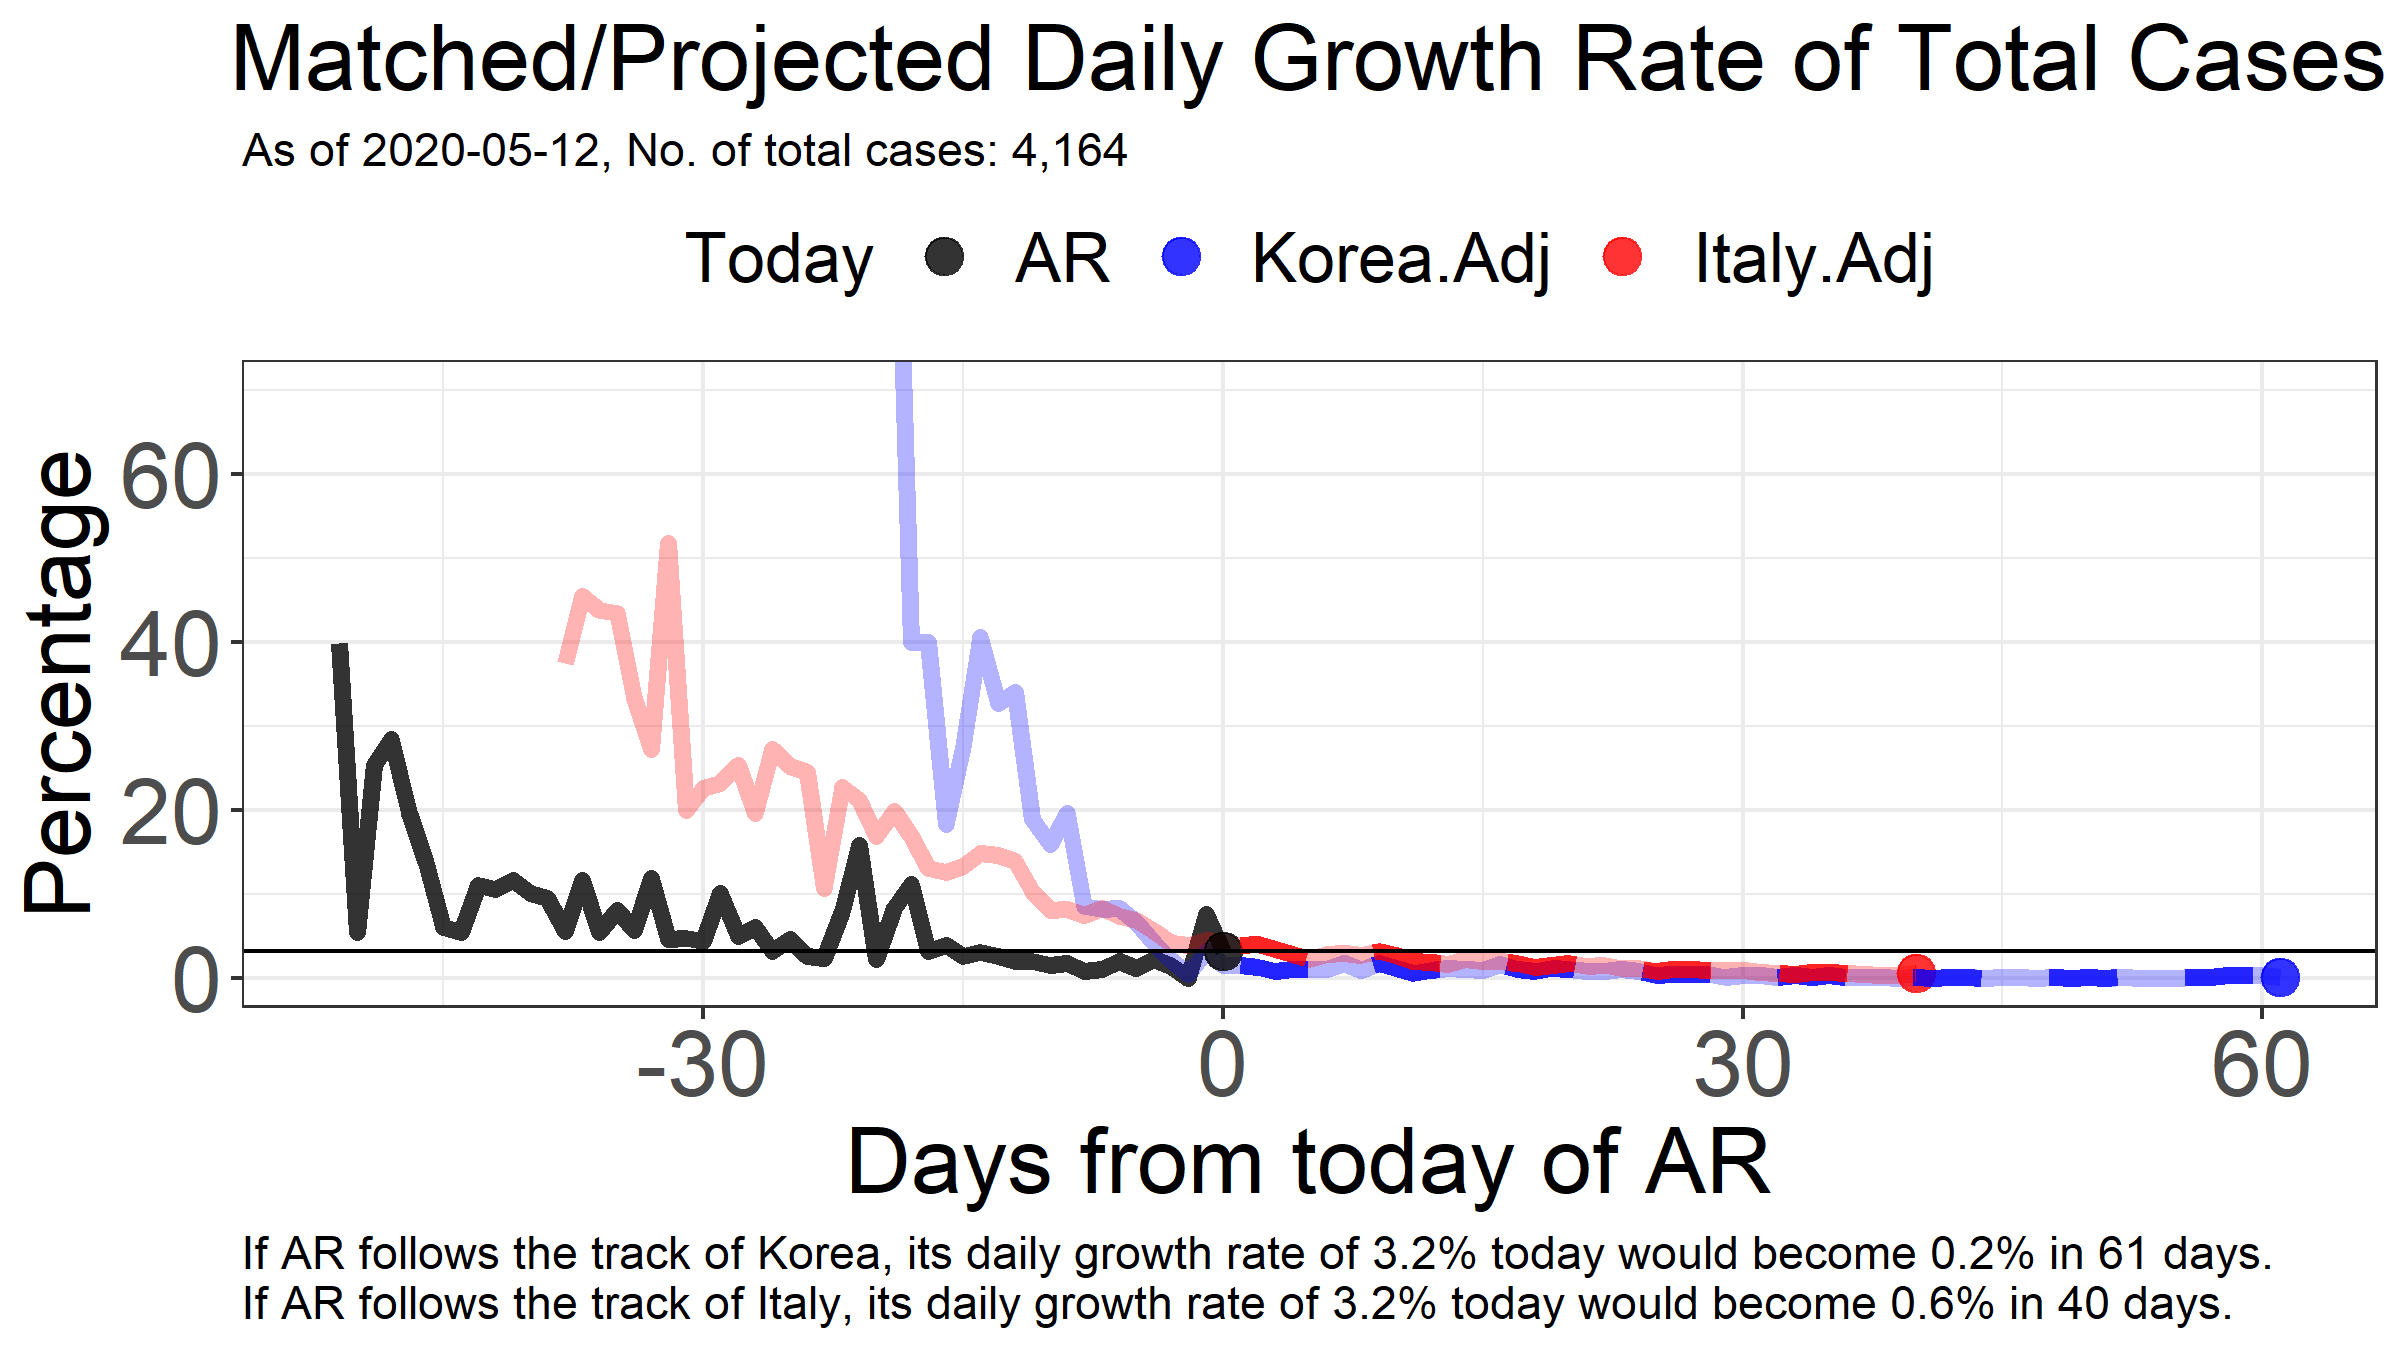 Matched/Projected Daily Growth Rate of Total Cases
As of 2020-05-12, No. of total cases: 4,164
Today AR Korea.Adj Italy.Adj
Percentage
60
40
20
0
-30 0 30 60
Days from today of AR
If AR follows the track of Korea, its daily growth rate of 3.2% today would become 0.2% in 61 days.
If AR follows the track of Italy, its daily growth rate of 3.2% today would become 0.6% in 40 days.